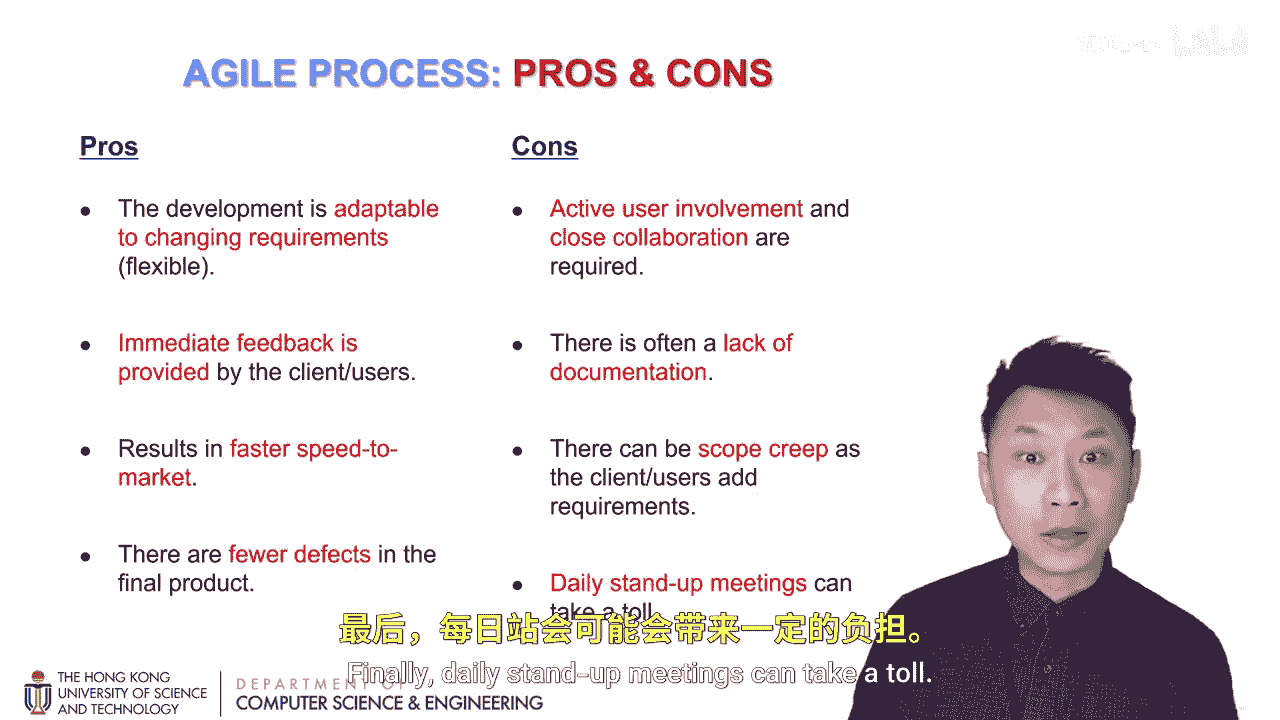 AGILE PROCESS: PROS & CONS
Pros
● The development is adaptable
to changing requirements
(flexible).
● Immediate feedback is
provided by the client/users.
● Results in faster speed-to-
market.
● There are fewer defects in the
final product.
Cons
● Active user involvement and
close collaboration are
required.
● There is often a lack of
documentation.
● There can be scope creep as
the client/users add
requirements.
● Daily stand-up meetings can
take a toll.
最后，每日站会可能会带来一定的负担。
Finally, daily stand-up meetings can take a toll.
THE HONG KONG
UNIVERSITY OF SCIENCE
AND TECHNOLOGY
DEPARTMENT OF
COMPUTER SCIENCE & ENGINEERING